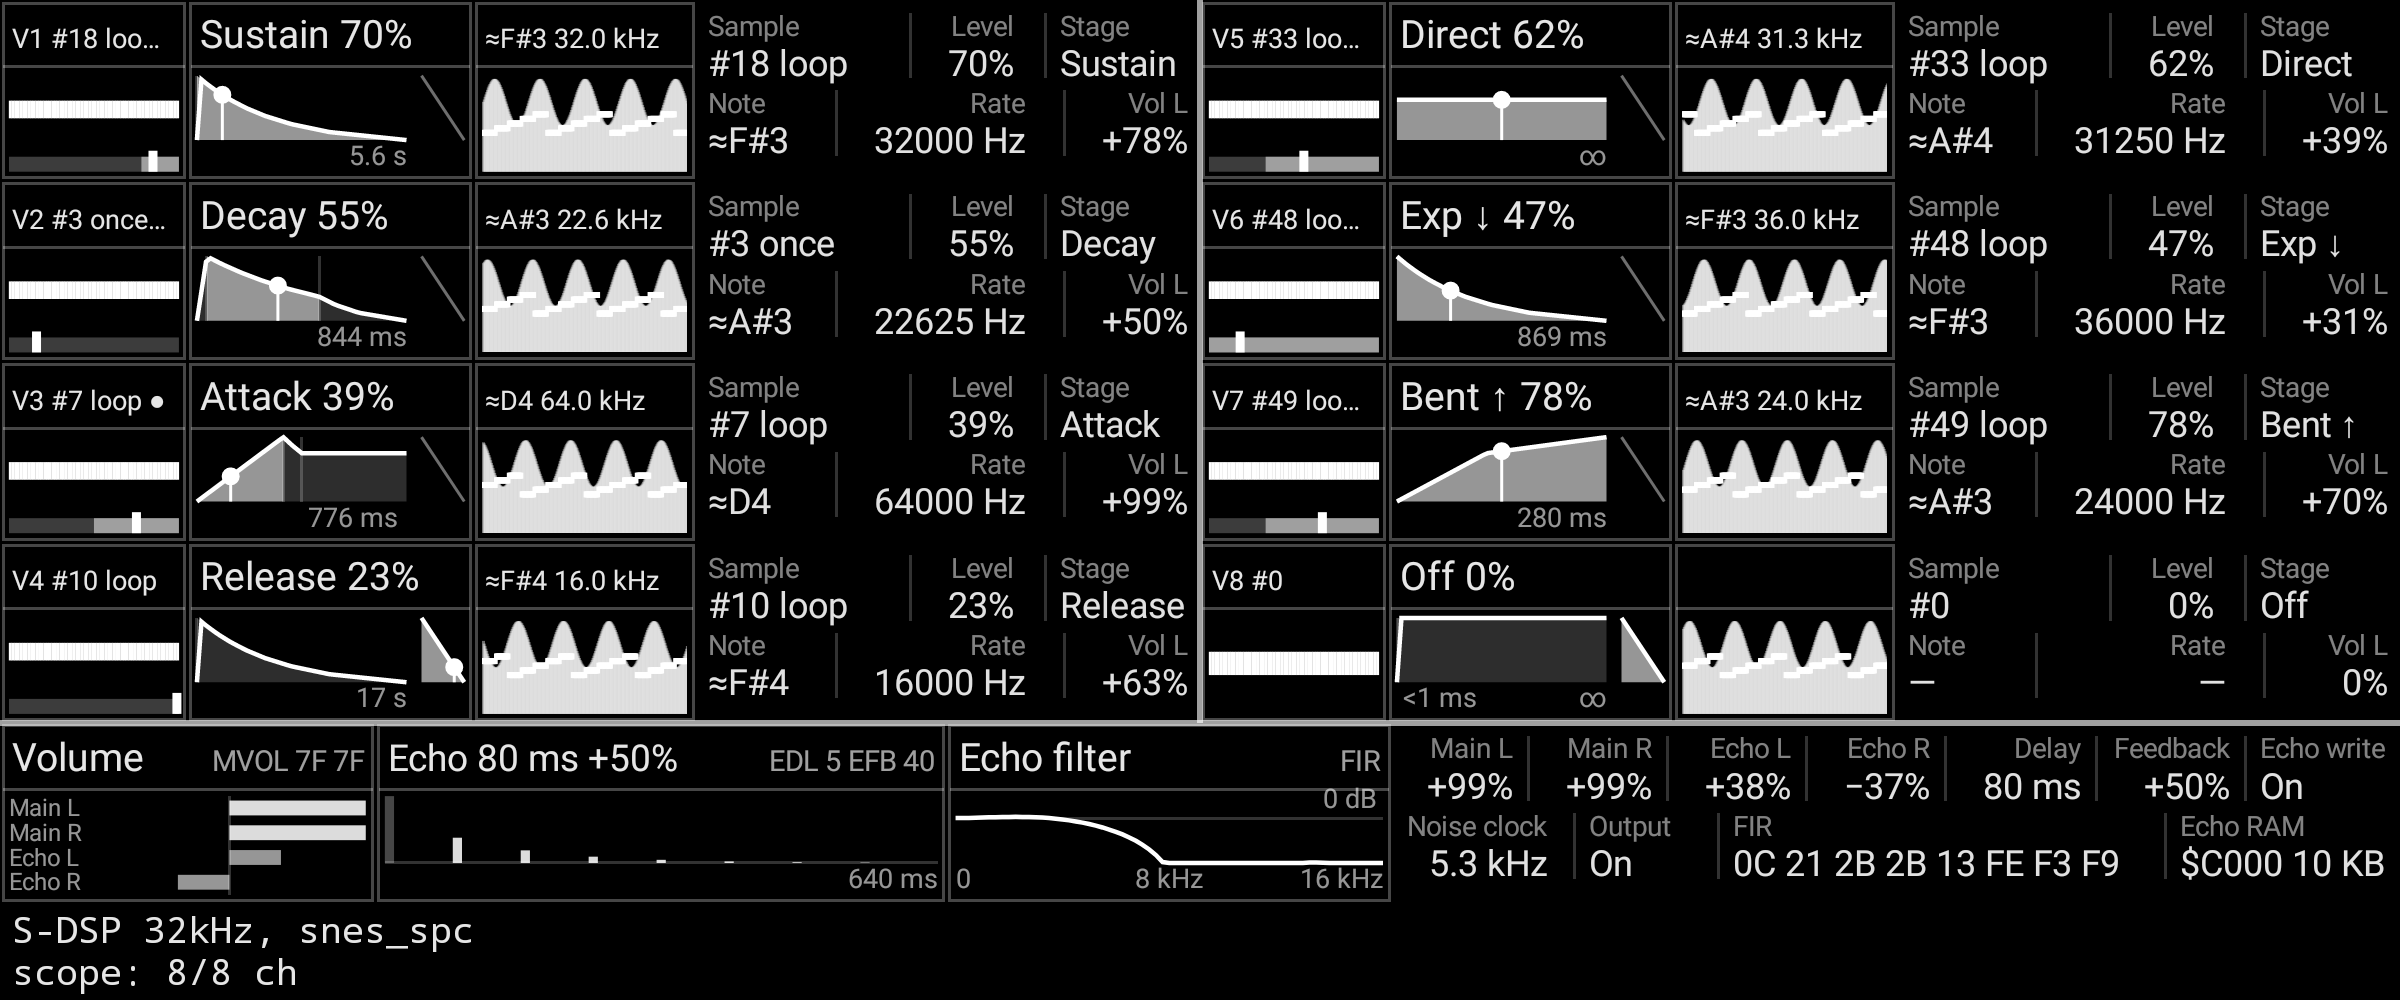 V1 #18 loo…
Sustain 70%
5.6 s
≈F#3 32.0 kHz
Sample Level Stage
#18 loop 70% Sustain
Note Rate Vol L
≈F#3 32000 Hz +78%
V2 #3 once…
Decay 55%
844 ms
≈A#3 22.6 kHz
Sample Level Stage
#3 once 55% Decay
Note Rate Vol L
≈A#3 22625 Hz +50%
V3 #7 loop ●
Attack 39%
776 ms
≈D4 64.0 kHz
Sample Level Stage
#7 loop 39% Attack
Note Rate Vol L
≈D4 64000 Hz +99%
V4 #10 loop
Release 23%
17 s
≈F#4 16.0 kHz
Sample Level Stage
#10 loop 23% Release
Note Rate Vol L
≈F#4 16000 Hz +63%
V5 #33 loo…
Direct 62%
∞
≈A#4 31.3 kHz
Sample Level Stage
#33 loop 62% Direct
Note Rate Vol L
≈A#4 31250 Hz +39%
V6 #48 loo…
Exp ↓ 47%
869 ms
≈F#3 36.0 kHz
Sample Level Stage
#48 loop 47% Exp ↓
Note Rate Vol L
≈F#3 36000 Hz +31%
V7 #49 loo…
Bent ↑ 78%
280 ms
≈A#3 24.0 kHz
Sample Level Stage
#49 loop 78% Bent ↑
Note Rate Vol L
≈A#3 24000 Hz +70%
V8 #0
Off 0%
<1 ms ∞
Sample Level Stage
#0 0% Off
Note Rate Vol L
— — 0%
Volume MVOL 7F 7F
Main L
Main R
Echo L
Echo R
Echo 80 ms +50% EDL 5 EFB 40
640 ms
Echo filter FIR
0 dB
0 8 kHz 16 kHz
Main L Main R Echo L Echo R Delay Feedback Echo write
+99% +99% +38% −37% 80 ms +50% On
Noise clock Output FIR Echo RAM
5.3 kHz On 0C 21 2B 2B 13 FE F3 F9 $C000 10 KB
S-DSP 32kHz, snes_spc
scope: 8/8 ch